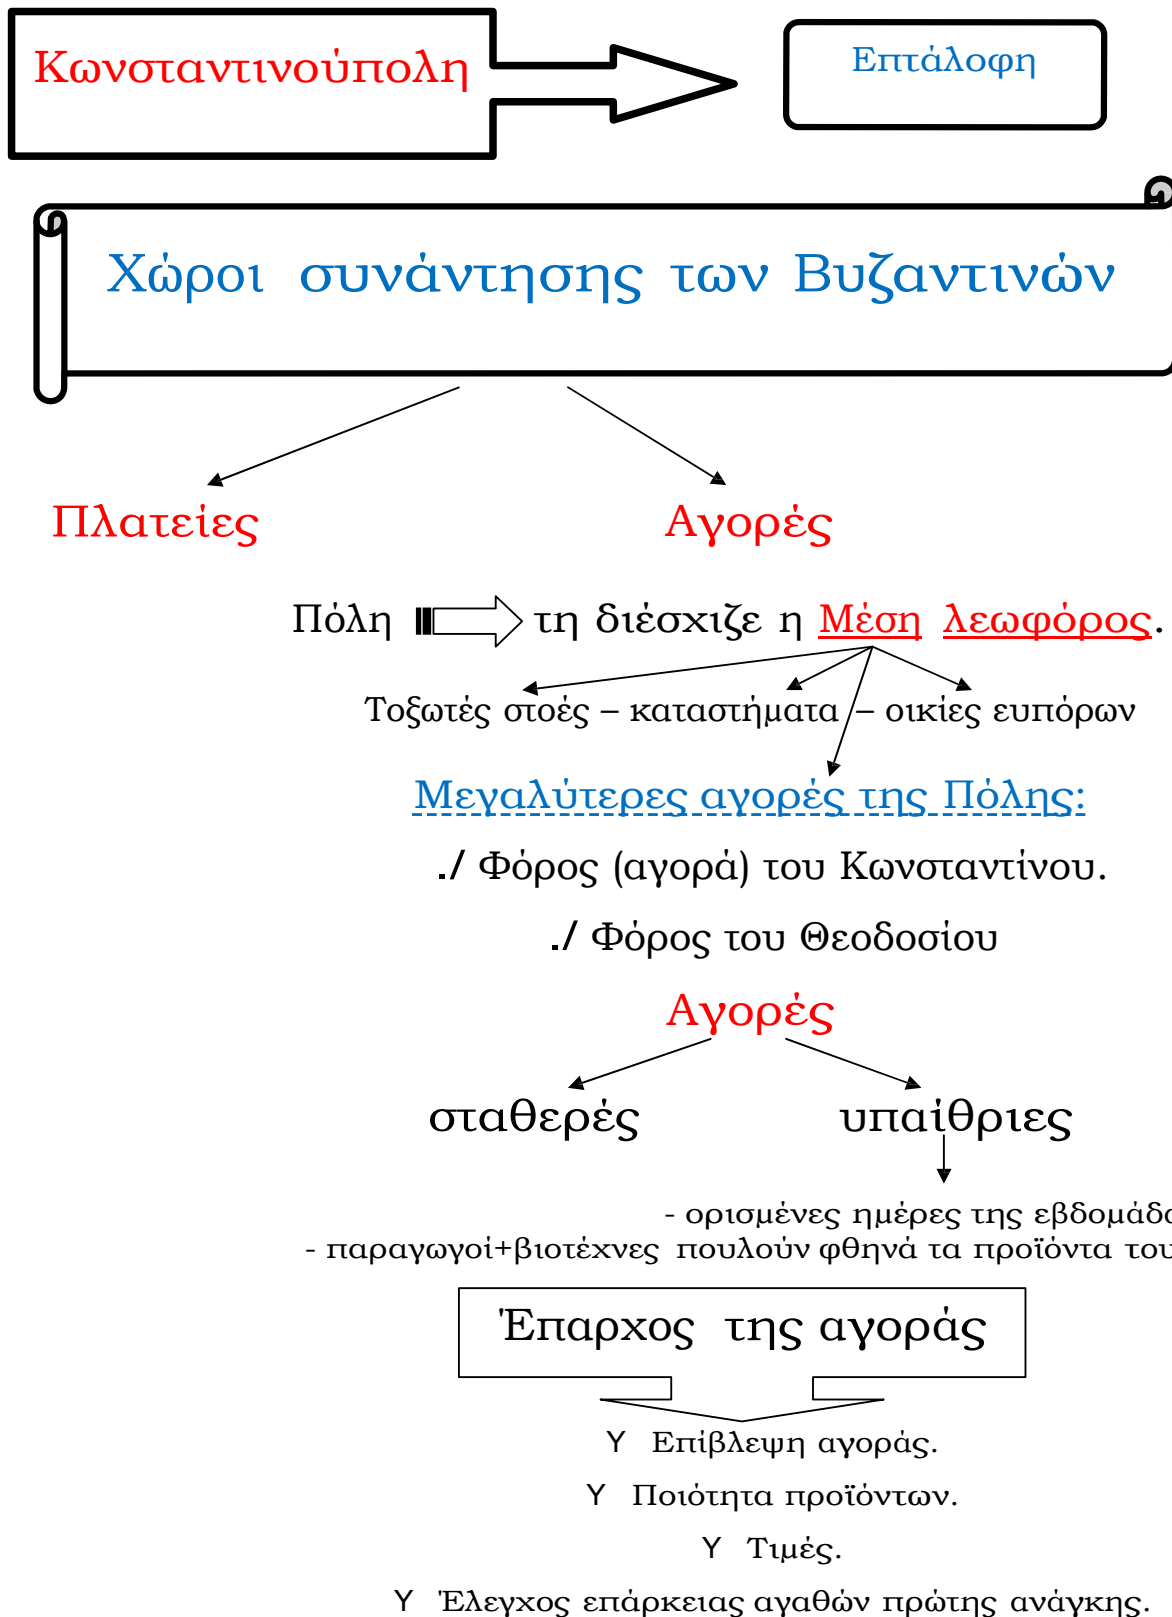 Κωνσταντινούπολη Επτάλοφη
Χώροι συνάντησης των Βυζαντινών
Πλατείες Αγορές
Πόλη τη διέσχιζε η Μέση λεωφόρος.
Τοξωτές στοές – καταστήματα – οικίες ευπόρων
Μεγαλύτερες αγορές της Πόλης:
./ Φόρος (αγορά) του Κωνσταντίνου.
./ Φόρος του Θεοδοσίου
Αγορές
σταθερές υπαίθριες
- ορισμένες ημέρες της εβδομάδο
- παραγωγοί+βιοτέχνες πουλούν φθηνά τα προϊόντα του
Έπαρχος της αγοράς
Υ Επίβλεψη αγοράς.
Υ Ποιότητα προϊόντων.
Υ Τιμές.
Υ Έλεγχος επάρκειας αγαθών πρώτης ανάγκης.